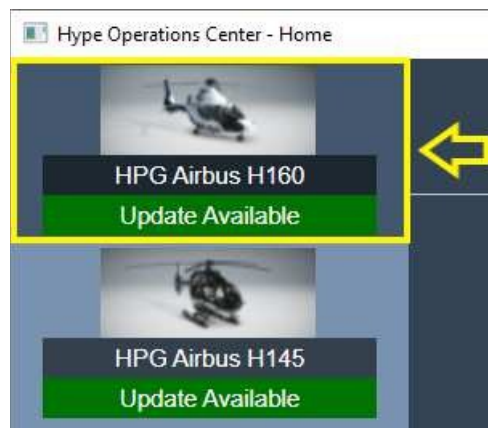 Hype Operations Center - Home
HPG Airbus H160
Update Available
HPG Airbus H145
Update Available